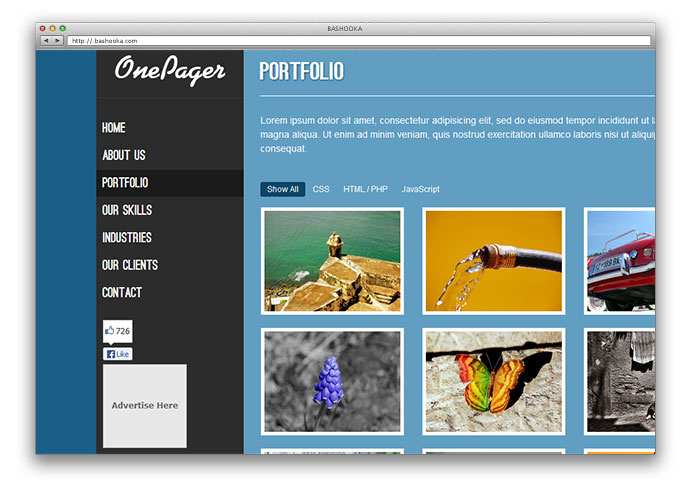 BASHOOKA
http://.bashooka.com
OnePager
HOME
ABOUT US
PORTFOLIO
OUR SKILLS
INDUSTRIES
OUR CLIENTS
CONTACT
726
Like
Advertise Here
PORTFOLIO
Lorem ipsum dolor sit amet, consectetur adipisicing elit, sed do eiusmod tempor incididunt ut
magna aliqua. Ut enim ad minim veniam, quis nostrud exercitation ullamco laboris nisi ut
consequat.
Show All CSS HTML / PHP JavaScript